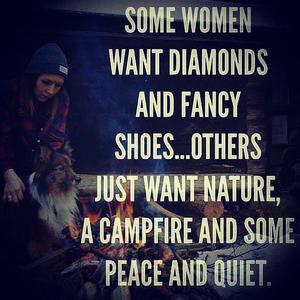 SOME WOMEN
WANT DIAMONDS
AND FANCY
SHOES...OTHERS
JUST WANT NATURE,
A CAMPFIRE AND SOME
PEACE AND QUIET.